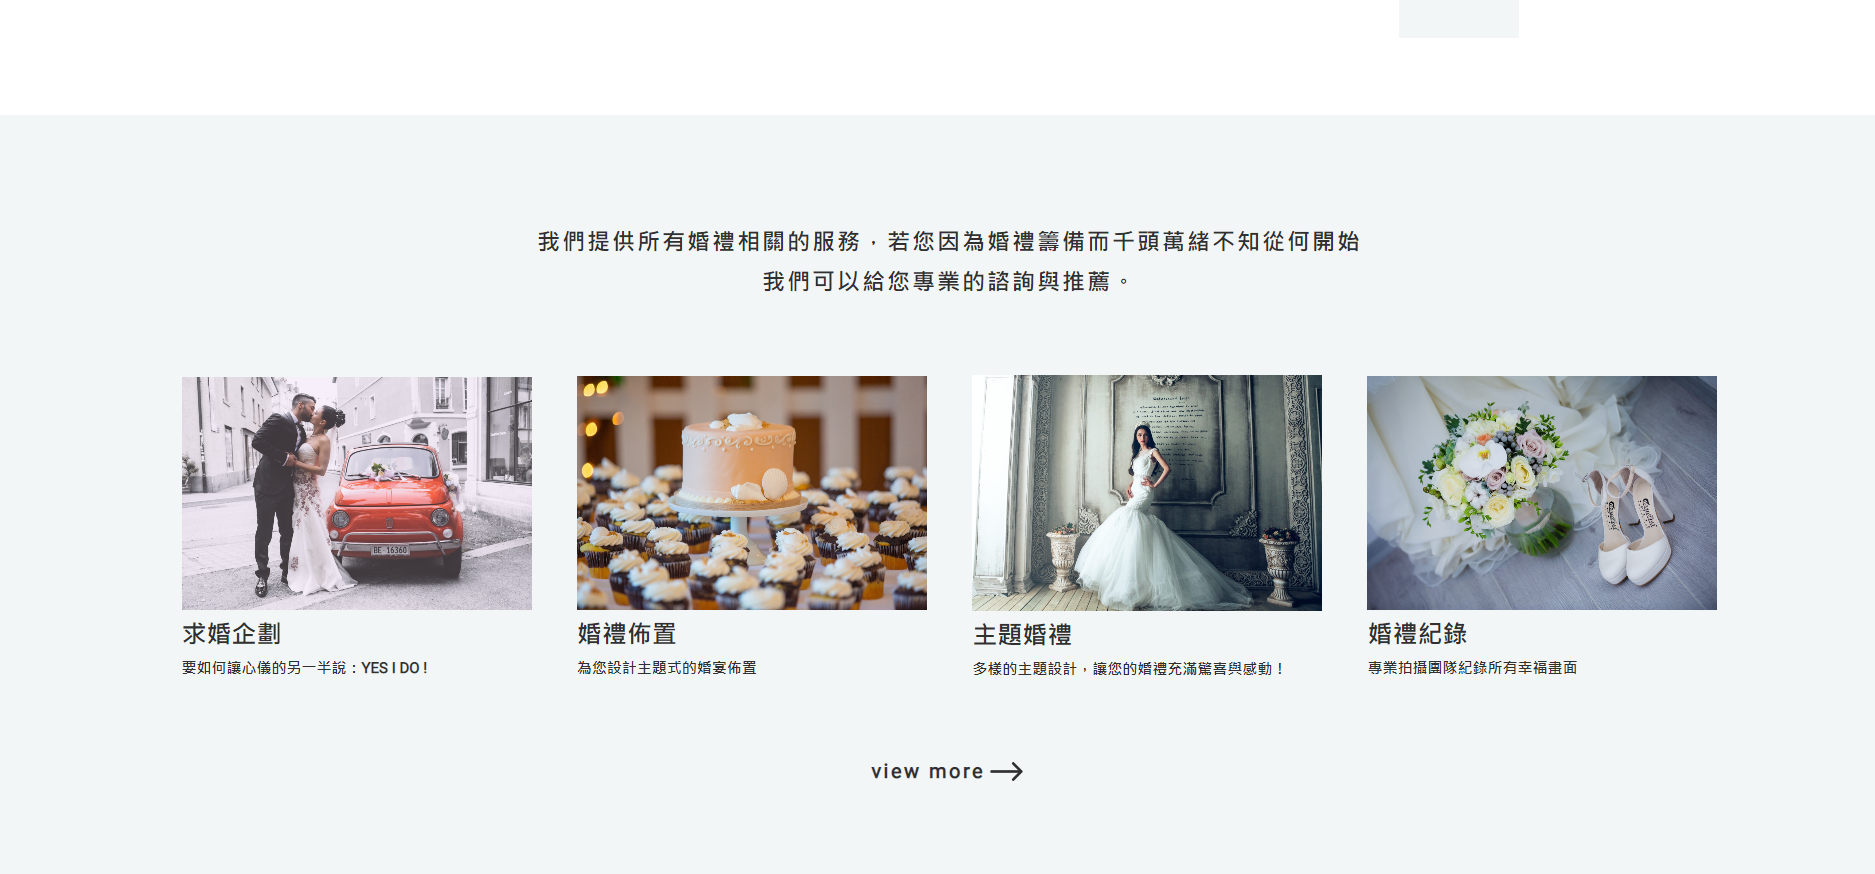 我們提供所有婚禮相關的服務，若您因為婚禮籌備而千頭萬緒不知從何開始
我們可以給您專業的諮詢與推薦。
BE·16360
求婚企劃
要如何讓心儀的另一半說：YES I DO !
婚禮佈置
為您設計主題式的婚宴佈置
主題婚禮
多樣的主題設計，讓您的婚禮充滿驚喜與感動！
婚禮紀錄
專業拍攝團隊紀錄所有幸福畫面
view more